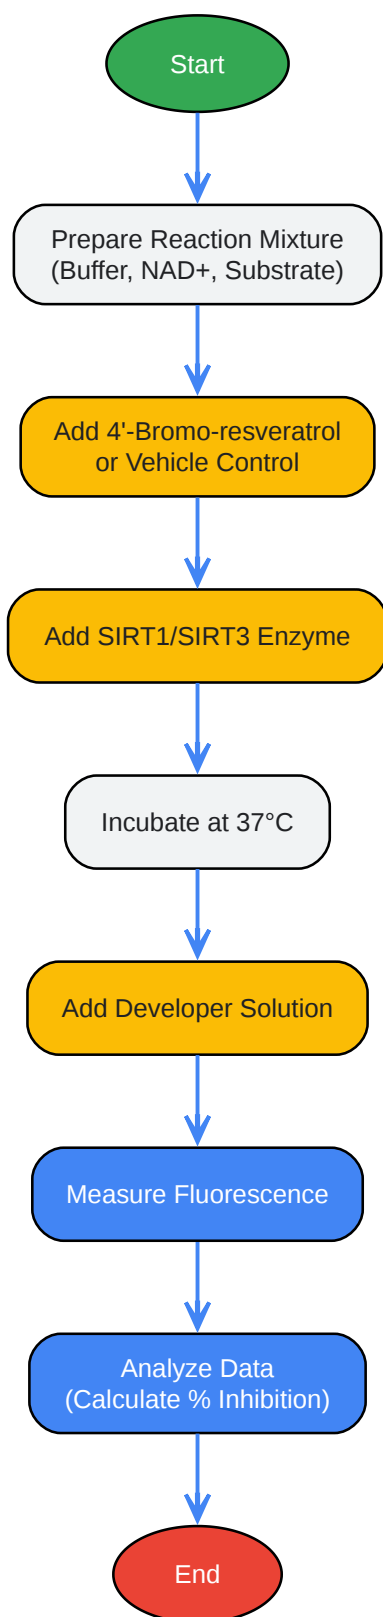 Start
Prepare Reaction Mixture
(Buffer, NAD+, Substrate)
Add 4'-Bromo-resveratrol
or Vehicle Control
Add SIRT1/SIRT3 Enzyme
Incubate at 37°C
Add Developer Solution
Measure Fluorescence
Analyze Data
(Calculate % Inhibition)
End